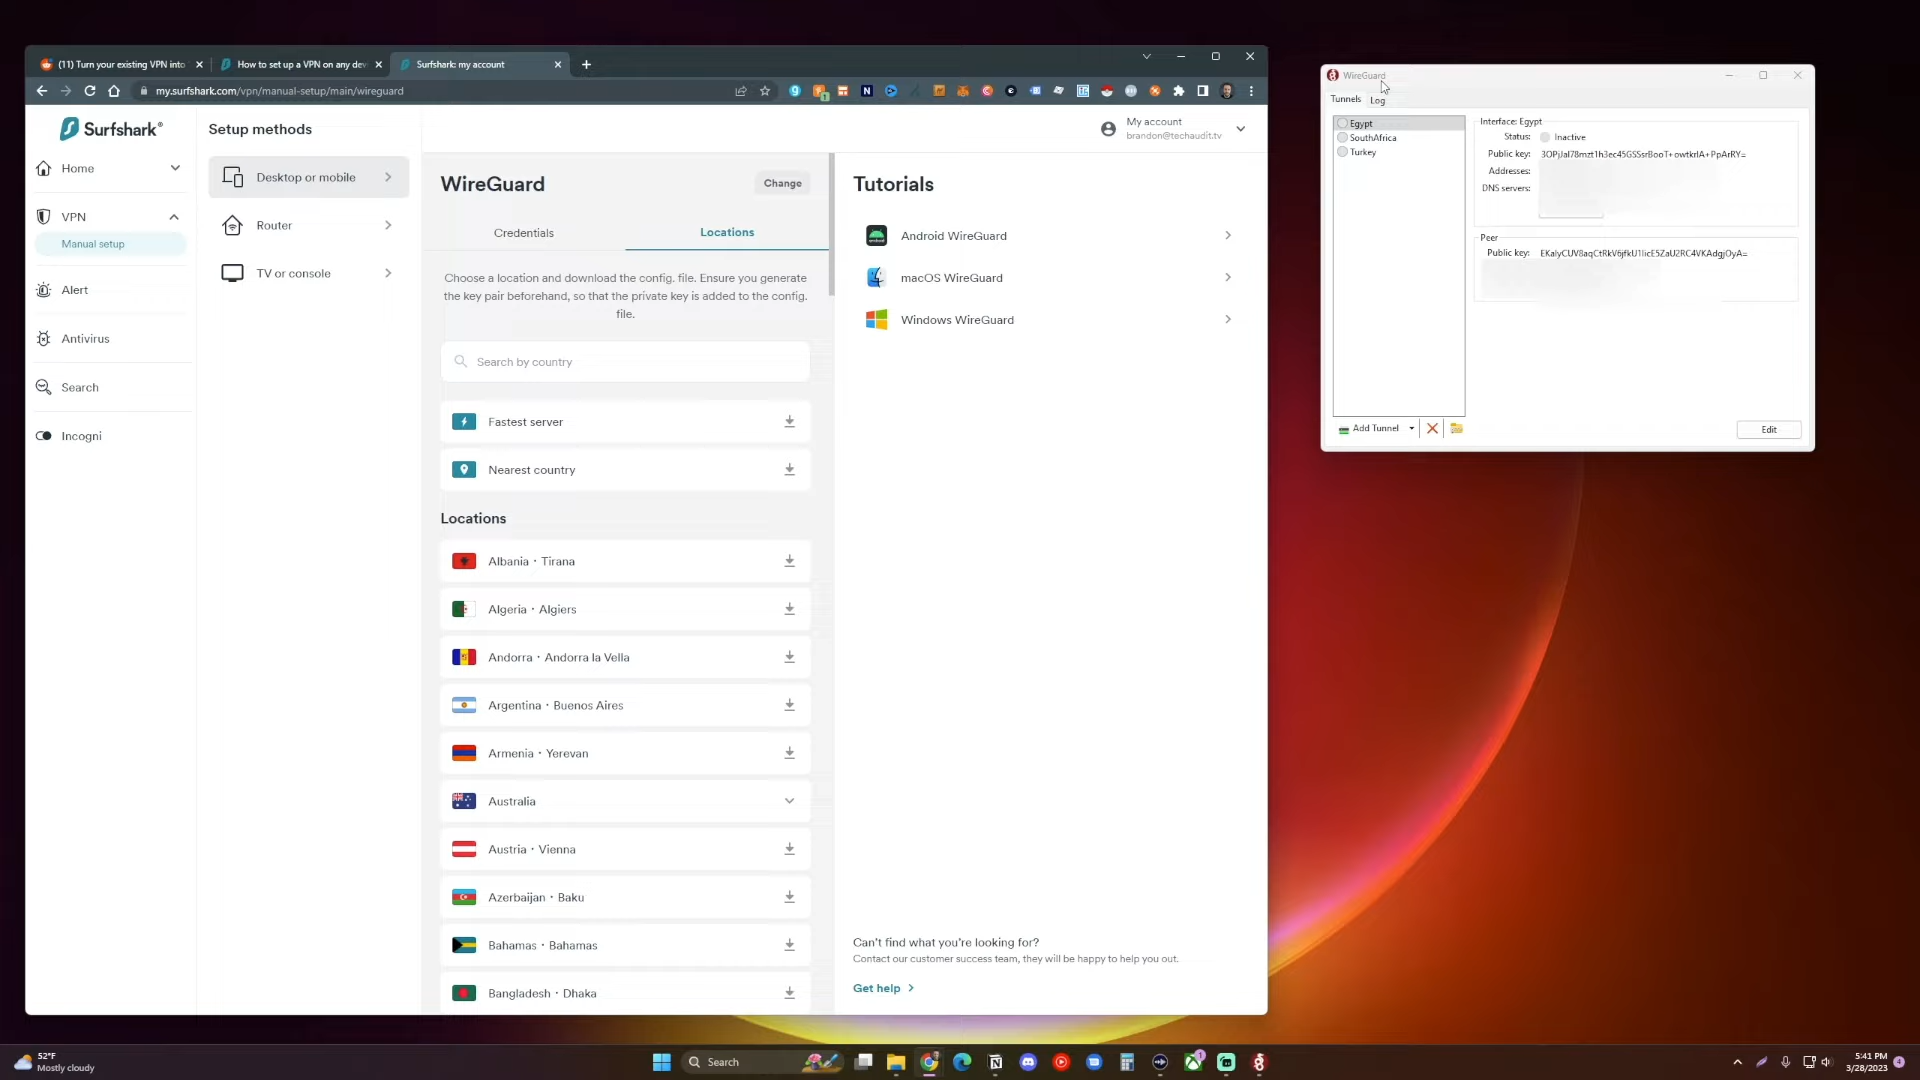 (11) Turn your existing VPN into
How to set up a VPN on any dev
Surfshark: my account
my.surfshark.com/vpn/manual-setup/main/wireguard
Surfshark
Home
VPN
Manual setup
Alert
Antivirus
Search
Incogni
Setup methods
Desktop or mobile
Router
TV or console
My account
brandon@techaudit.tv
WireGuard
Change
Credentials
Locations
Choose a location and download the config. file. Ensure you generate
the key pair beforehand, so that the private key is added to the config.
file.
Search by country
Fastest server
Nearest country
Locations
Albania · Tirana
Algeria · Algiers
Andorra · Andorra la Vella
Argentina · Buenos Aires
Armenia · Yerevan
Australia
Austria · Vienna
Azerbaijan · Baku
Bahamas · Bahamas
Bangladesh · Dhaka
Tutorials
Android WireGuard
macOS WireGuard
Windows WireGuard
Can't find what you're looking for?
Contact our customer success team, they will be happy to help you out.
Get help
WireGuard
Tunnels
Log
Egypt
SouthAfrica
Turkey
Interface: Egypt
Status: Inactive
Public key:
Addresses:
DNS servers:
Peer
Public key:
Add Tunnel
Edit
52°F
Mostly cloudy
Search
5:41 PM
3/28/2023